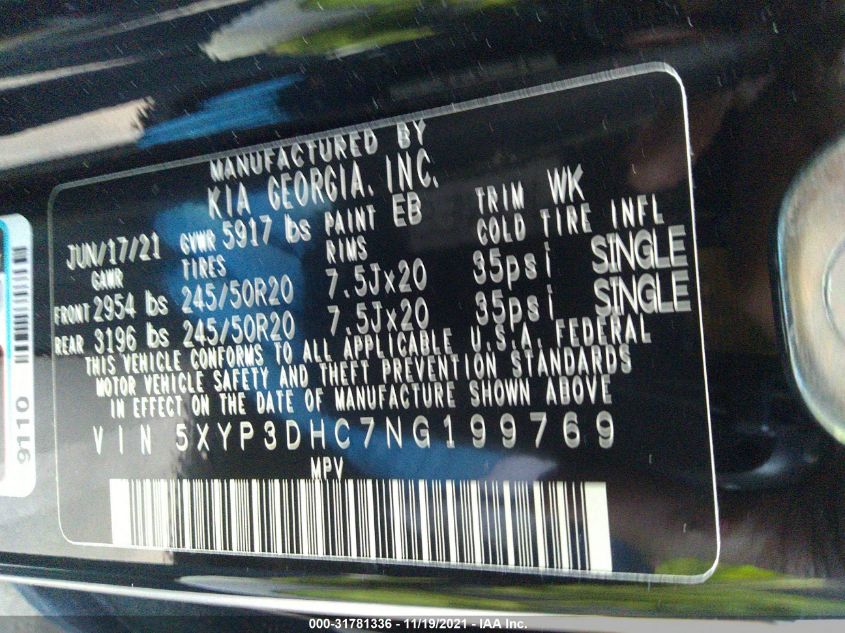 MANUFACTURED BY
KIA GEORGIA, INC.
JUN/17/21 GVWR 5917 lbs PAINT EB TRIM WK
GAWR TIRES RIMS COLD TIRE INFL
FRONT 2954 lbs 245/50R20 7.5Jx20 35psi SINGLE
REAR 3196 lbs 245/50R20 7.5Jx20 35psi SINGLE
THIS VEHICLE CONFORMS TO ALL APPLICABLE U.S.A. FEDERAL
MOTOR VEHICLE SAFETY AND THEFT PREVENTION STANDARDS
IN EFFECT ON THE DATE OF MANUFACTURE SHOWN ABOVE
VIN 5XYP3DHC7NG199769
MPV
9110
000-31781336 - 11/19/2021 - IAA Inc.